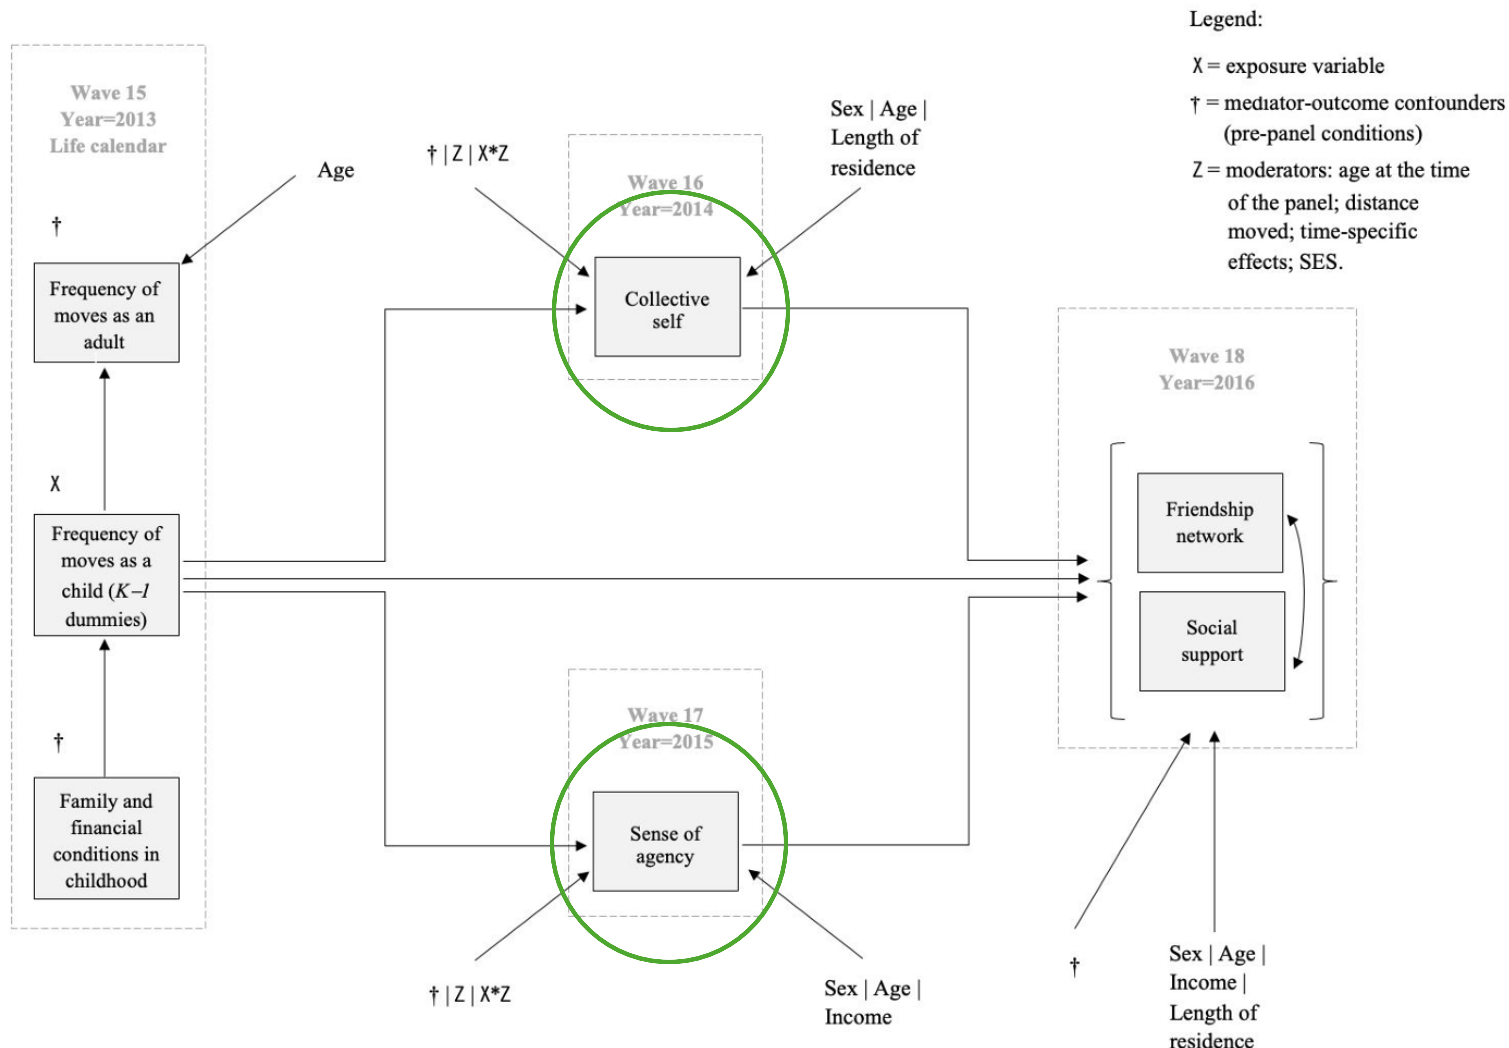 Legend:
X = exposure variable
† = mediator-outcome confounders
(pre-panel conditions)
Z = moderators: age at the time
of the panel; distance
moved; time-specific
effects; SES.
Wave 15
Year=2013
Life calendar
Age
†
Frequency of
moves as an
adult
X
Frequency of
moves as a
child (K–1
dummies)
†
Family and
financial
conditions in
childhood
† | Z | X*Z
Sex | Age |
Length of
residence
Wave 16
Year=2014
Collective
self
Wave 17
Year=2015
Sense of
agency
† | Z | X*Z
Sex | Age |
Income
Wave 18
Year=2016
Friendship
network
Social
support
†
Sex | Age |
Income |
Length of
residence